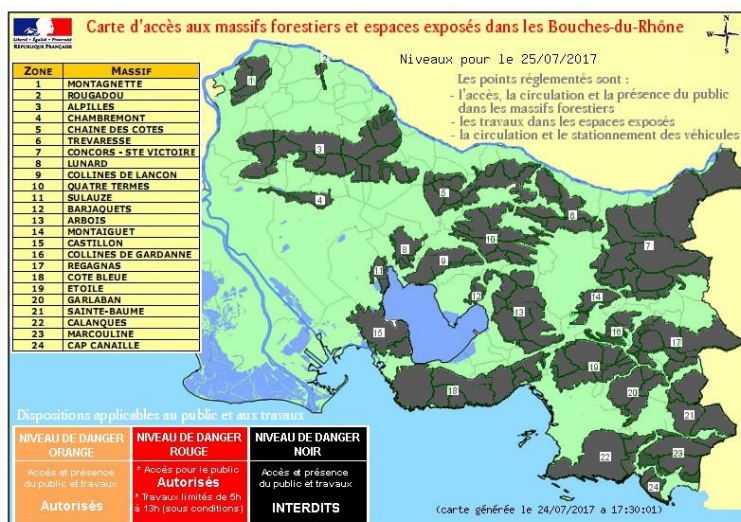 Liberté • Égalité • Fraternité
RÉPUBLIQUE FRANÇAISE
Carte d'accès aux massifs forestiers et espaces exposés dans les Bouches-du-Rhône
N
W
E
S
Niveaux pour le 25/07/2017
Les points réglementés sont :
- l'accès, la circulation et la présence du public
dans les massifs forestiers
- les travaux dans les espaces exposés
- la circulation et le stationnement des véhicules
ZONE MASSIF
1 MONTAGNETTE
2 ROUGADOU
3 ALPILLES
4 CHAMBREMONT
5 CHAINE DES COTES
6 TREVARESSE
7 CONCORS - STE VICTOIRE
8 LUNARD
9 COLLINES DE LANCON
10 QUATRE TERMES
11 SULAUZE
12 BARJAQUETS
13 ARBOIS
14 MONTAIGUET
15 CASTILLON
16 COLLINES DE GARDANNE
17 REGAGNAS
18 COTE BLEUE
19 ETOILE
20 GARLABAN
21 SAINTE-BAUME
22 CALANQUES
23 MARCOULINE
24 CAP CANAILLE
1
2
3
4
5
6
7
8
9
10
11
12
13
14
15
16
17
18
19
20
21
22
23
24
Dispositions applicables au public et aux travaux
NIVEAU DE DANGER
ORANGE
Accès et présence
du public et travaux
Autorisés
NIVEAU DE DANGER
ROUGE
* Accès pour le public
Autorisés
* Travaux limités de 5h
à 13h (sous conditions)
NIVEAU DE DANGER
NOIR
Accès et présence
du public et travaux
INTERDITS
(carte générée le 24/07/2017 a 17:30:01)